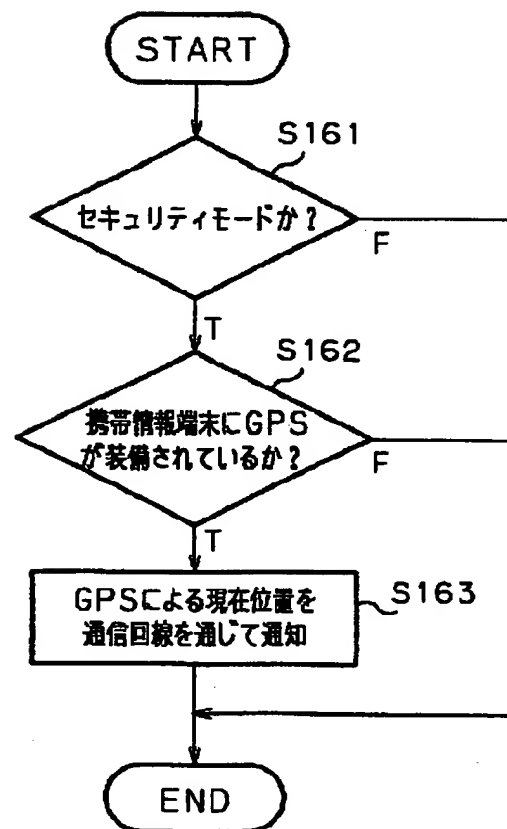 START
S161
セキュリティモードか？
F
T
S162
携帯情報端末にGPS
が装備されているか？
F
T
GPSによる現在位置を
通信回線を通じて通知
S163
END